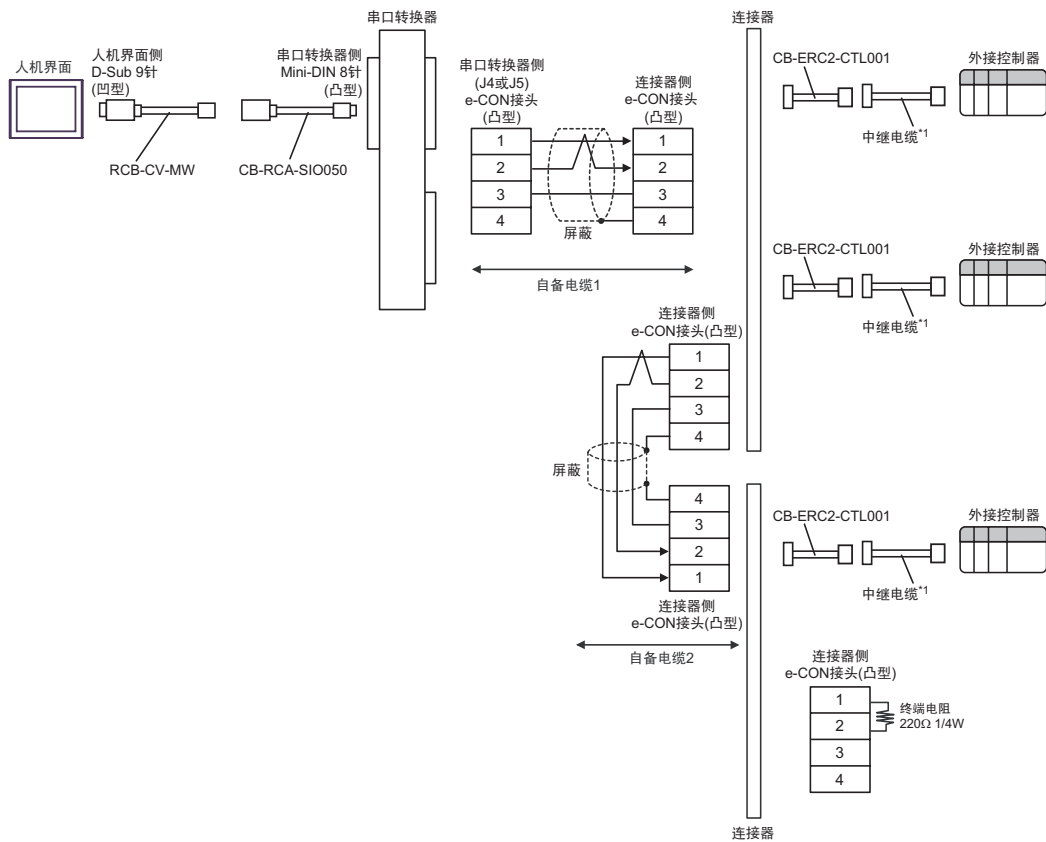 串口转换器
连接器
人机界面
人机界面侧
D-Sub 9针
(凹型)
串口转换器侧
Mini-DIN 8针
(凸型)
RCB-CV-MW
CB-RCA-SIO050
串口转换器侧
(J4或J5)
e-CON接头
(凸型)
连接器侧
e-CON接头
(凸型)
1
2
3
4
1
2
3
4
屏蔽
自备电缆1
CB-ERC2-CTL001
外接控制器
中继电缆*1
CB-ERC2-CTL001
外接控制器
中继电缆*1
连接器侧
e-CON接头(凸型)
1
2
3
4
屏蔽
4
3
2
1
连接器侧
e-CON接头(凸型)
自备电缆2
CB-ERC2-CTL001
外接控制器
中继电缆*1
连接器侧
e-CON接头(凸型)
1
2
3
4
终端电阻
220Ω 1/4W
连接器